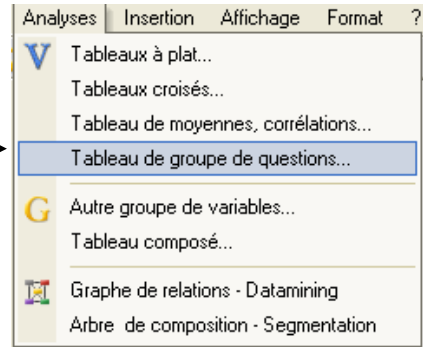 Analyses Insertion Affichage Format ?
V Tableaux à plat...
Tableaux croisés...
Tableau de moyennes, corrélations...
Tableau de groupe de questions...
G Autre groupe de variables...
Tableau composé...
Graphe de relations - Datamining
Arbre de composition - Segmentation